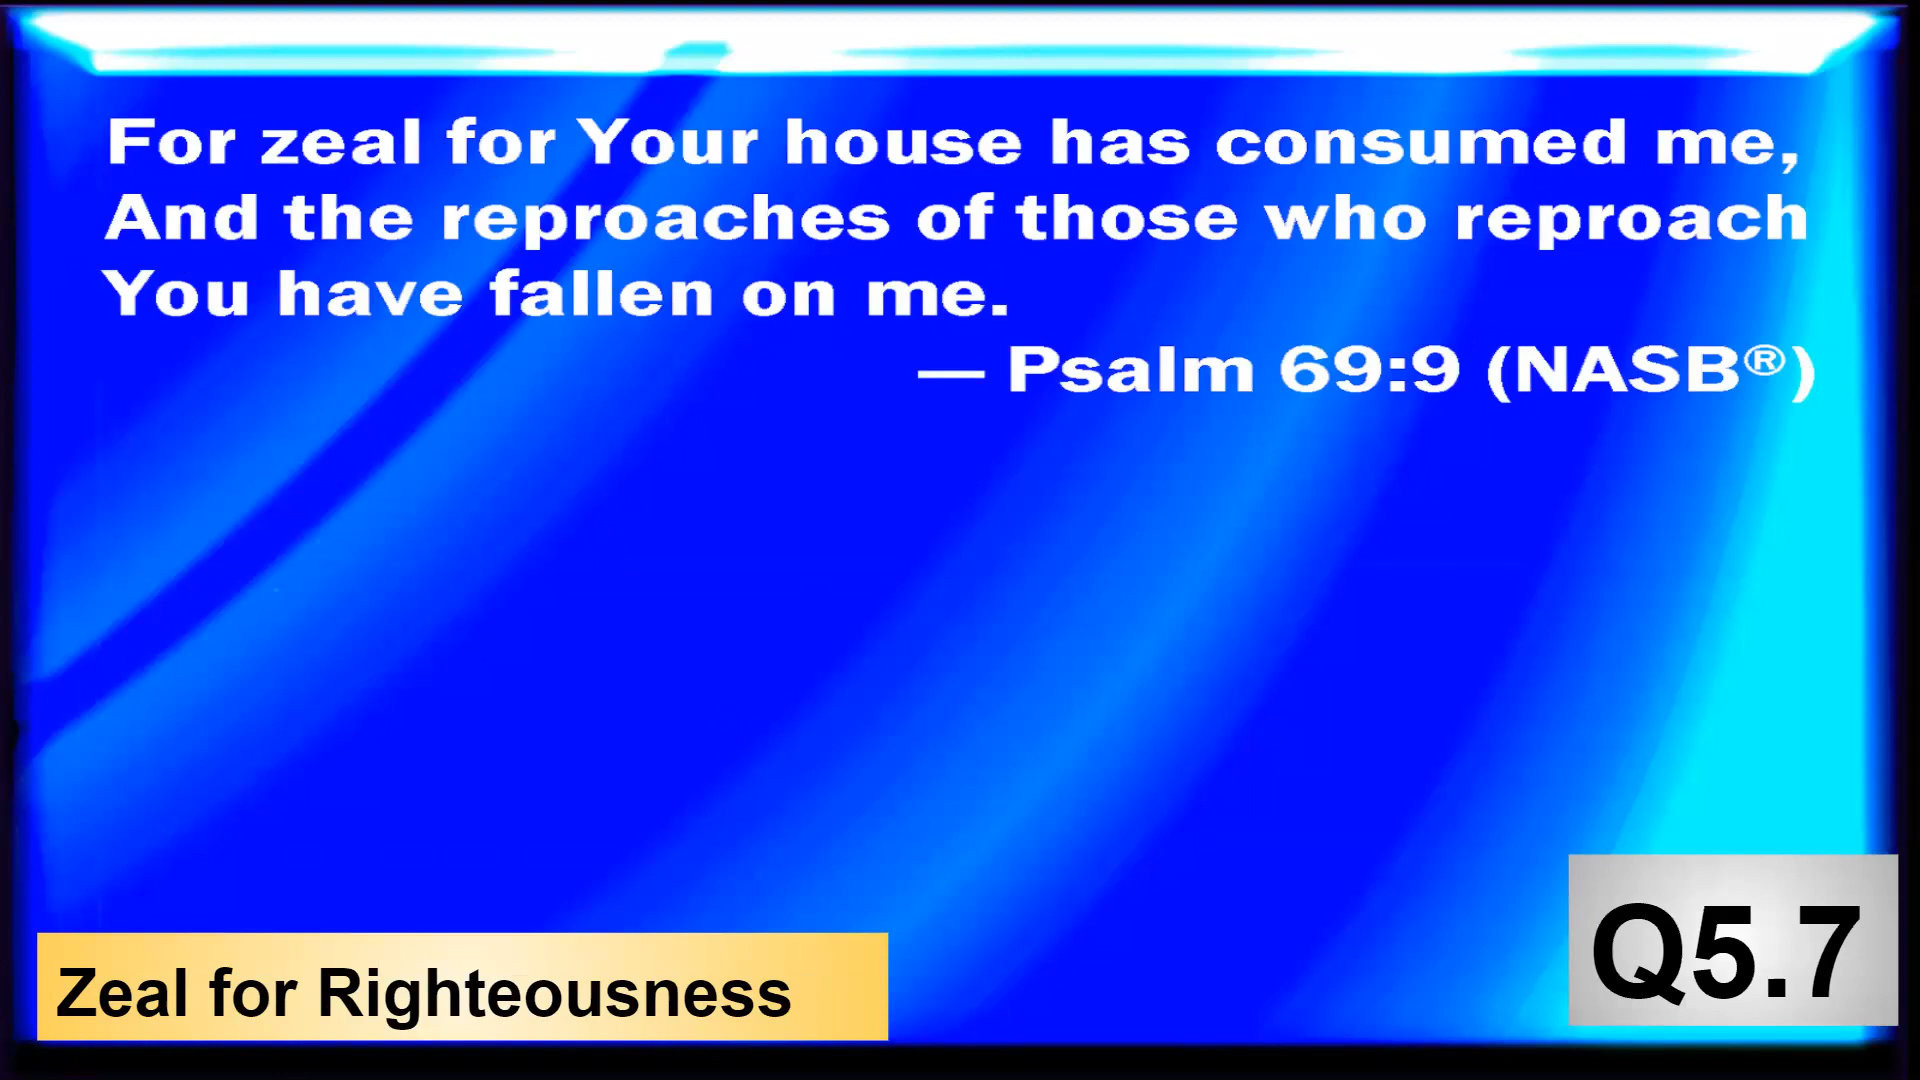 For zeal for Your house has consumed me,
And the reproaches of those who reproach
You have fallen on me.
— Psalm 69:9 (NASB®)
Zeal for Righteousness
Q5.7